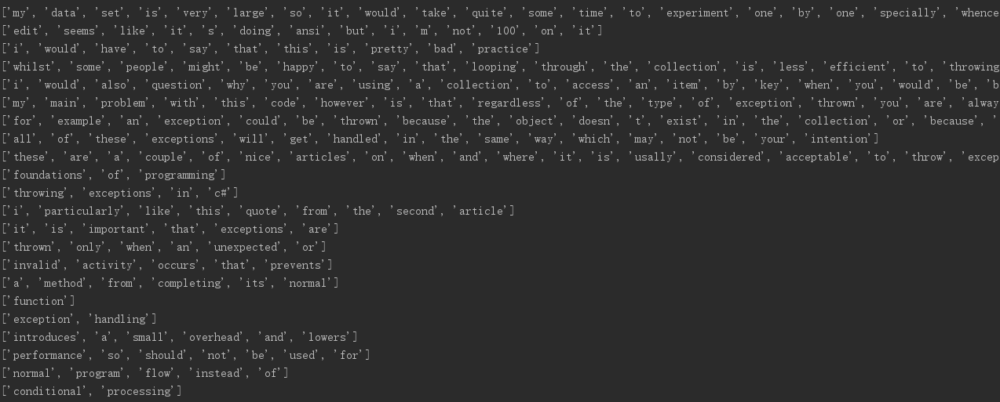 ['my', 'data', 'set', 'is', 'very', 'large', 'so', 'it', 'would', 'take', 'quite', 'some', 'time', 'to', 'experiment', 'one', 'by', 'one', 'specially', 'whence
['edit', 'seems', 'like', 'it', 's', 'doing', 'ansi', 'but', 'i', 'm', 'not', '100', 'on', 'it']
['i', 'would', 'have', 'to', 'say', 'that', 'this', 'is', 'pretty', 'bad', 'practice']
['whilst', 'some', 'people', 'might', 'be', 'happy', 'to', 'say', 'that', 'looping', 'through', 'the', 'collection', 'is', 'less', 'efficient', 'to', 'throwing
['i', 'would', 'also', 'question', 'why', 'you', 'are', 'using', 'a', 'collection', 'to', 'access', 'an', 'item', 'by', 'key', 'when', 'you', 'would', 'be', 'b
['my', 'main', 'problem', 'with', 'this', 'code', 'however', 'is', 'that', 'regardless', 'of', 'the', 'type', 'of', 'exception', 'thrown', 'you', 'are', 'alway
['for', 'example', 'an', 'exception', 'could', 'be', 'thrown', 'because', 'the', 'object', 'doesn', 't', 'exist', 'in', 'the', 'collection', 'or', 'because', '
['all', 'of', 'these', 'exceptions', 'will', 'get', 'handled', 'in', 'the', 'same', 'way', 'which', 'may', 'not', 'be', 'your', 'intention']
['these', 'are', 'a', 'couple', 'of', 'nice', 'articles', 'on', 'when', 'and', 'where', 'it', 'is', 'usally', 'considered', 'acceptable', 'to', 'throw', 'excep
['foundations', 'of', 'programming']
['throwing', 'exceptions', 'in', 'c#']
['i', 'particularly', 'like', 'this', 'quote', 'from', 'the', 'second', 'article']
['it', 'is', 'important', 'that', 'exceptions', 'are']
['thrown', 'only', 'when', 'an', 'unexpected', 'or']
['invalid', 'activity', 'occurs', 'that', 'prevents']
['a', 'method', 'from', 'completing', 'its', 'normal']
['function']
['exception', 'handling']
['introduces', 'a', 'small', 'overhead', 'and', 'lowers']
['performance', 'so', 'should', 'not', 'be', 'used', 'for']
['normal', 'program', 'flow', 'instead', 'of']
['conditional', 'processing']